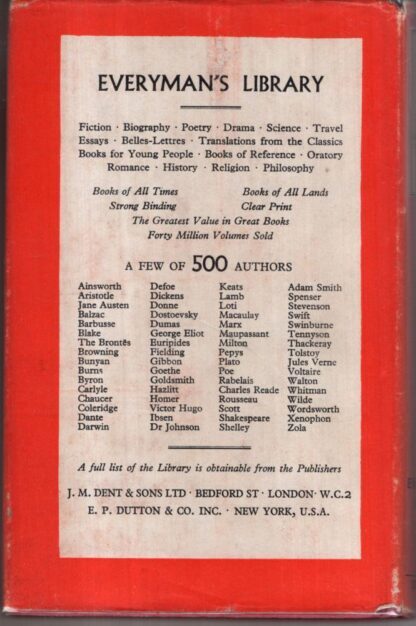 EVERYMAN'S LIBRARY
Fiction · Biography · Poetry · Drama · Science · Travel
Essays · Belles-Lettres · Translations from the Classics
Books for Young People · Books of Reference · Oratory
Romance · History · Religion · Philosophy
Books of All Times Books of All Lands
Strong Binding Clear Print
The Greatest Value in Great Books
Forty Million Volumes Sold
A FEW OF 500 AUTHORS
Ainsworth Defoe Keats Adam Smith
Aristotle Dickens Lamb Spenser
Jane Austen Donne Loti Stevenson
Balzac Dostoevsky Macaulay Swift
Barbusse Dumas Marx Swinburne
Blake George Eliot Maupassant Tennyson
The Brontës Euripides Milton Thackeray
Browning Fielding Pepys Tolstoy
Bunyan Gibbon Plato Jules Verne
Burns Goethe Poe Voltaire
Byron Goldsmith Rabelais Walton
Carlyle Hazlitt Charles Reade Whitman
Chaucer Homer Rousseau Wilde
Coleridge Victor Hugo Scott Wordsworth
Dante Ibsen Shakespeare Xenophon
Darwin Dr Johnson Shelley Zola
A full list of the Library is obtainable from the Publishers
J. M. DENT & SONS LTD · BEDFORD ST · LONDON · W.C.2
E. P. DUTTON & CO. INC. · NEW YORK, U.S.A.